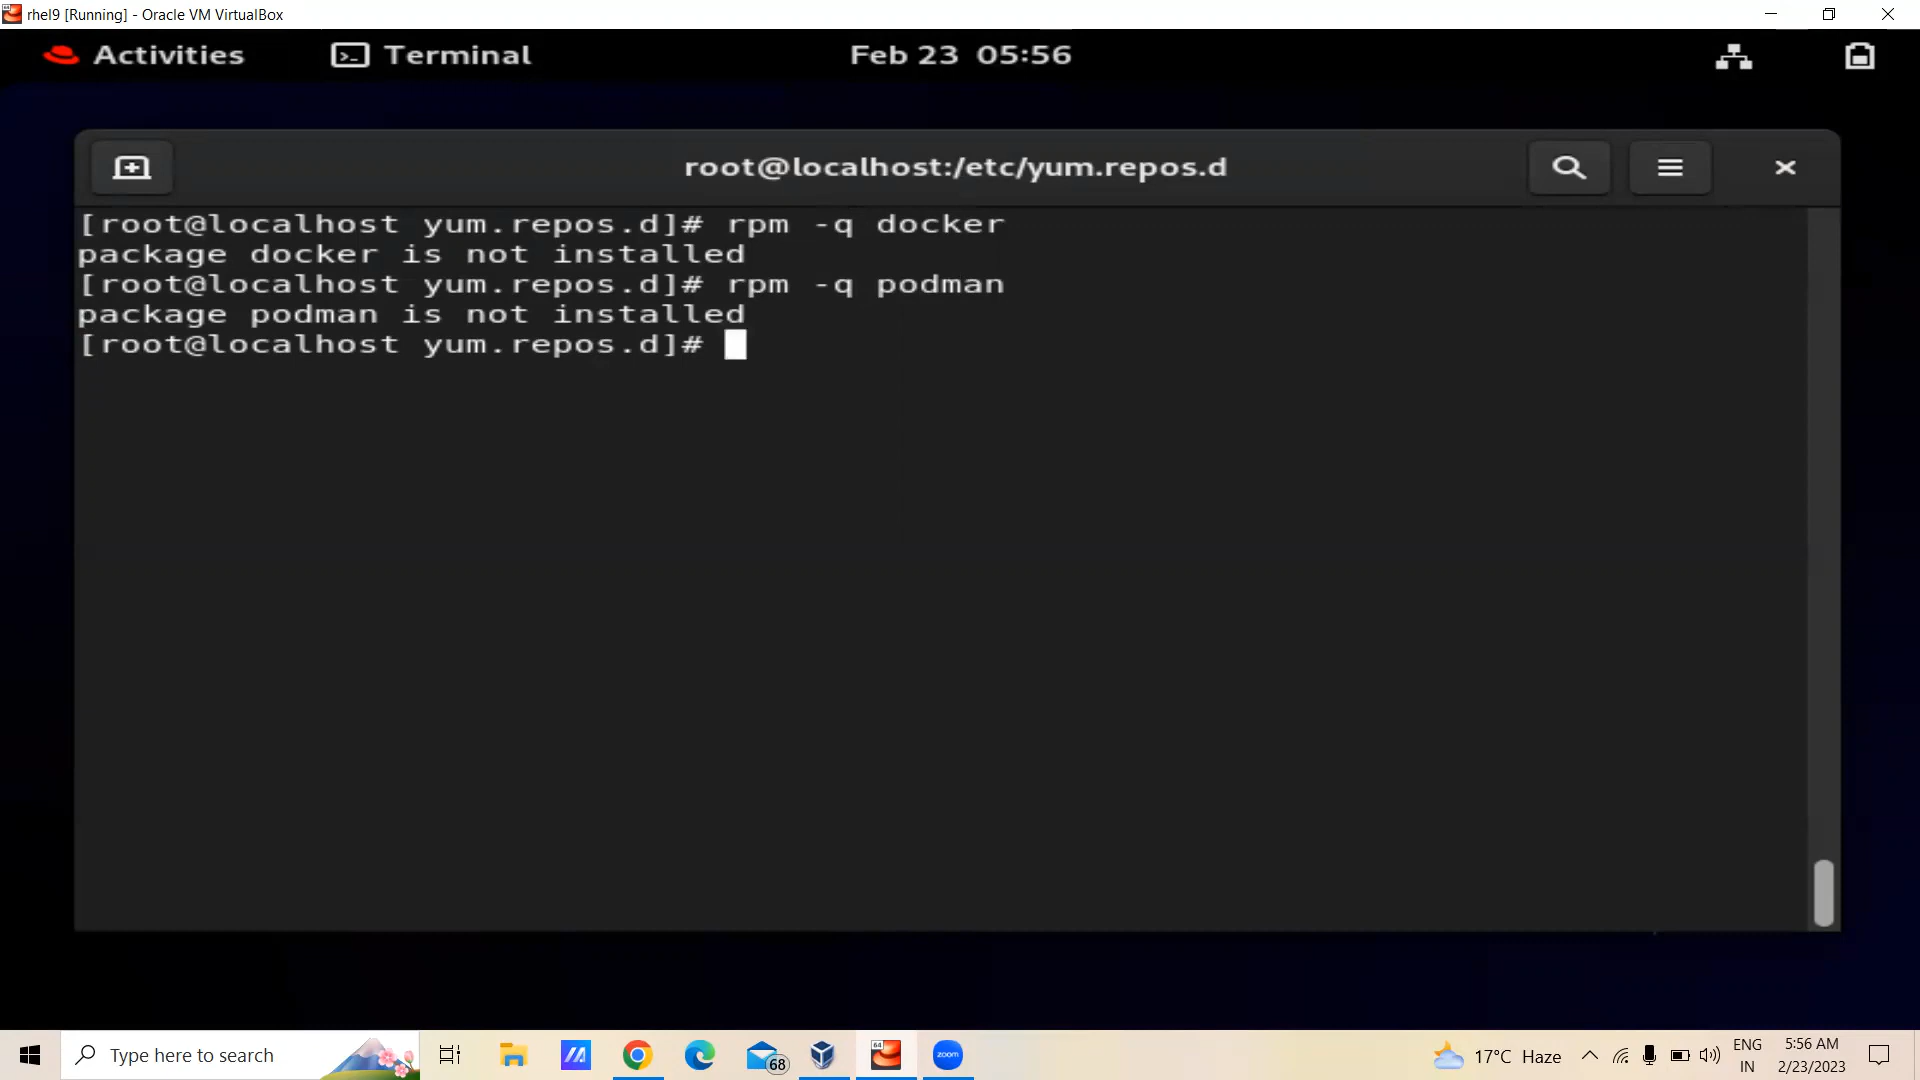 rhel9 [Running] - Oracle VM VirtualBox
Activities Terminal Feb 23 05:56
root@localhost:/etc/yum.repos.d
[root@localhost yum.repos.d]# rpm -q docker
package docker is not installed
[root@localhost yum.repos.d]# rpm -q podman
package podman is not installed
[root@localhost yum.repos.d]#
Type here to search
68
64
zoom
17°C Haze
ENG
IN
5:56 AM
2/23/2023